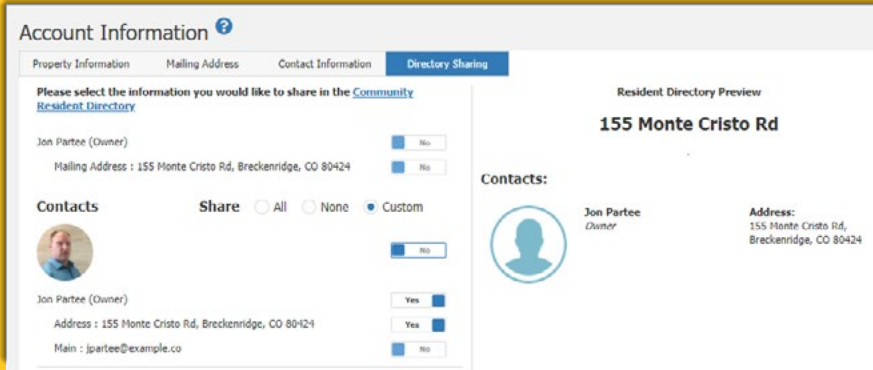 Account Information ?
Property Information Mailing Address Contact Information Directory Sharing
Please select the information you would like to share in the Community
Resident Directory
Jon Partee (Owner) No
Mailing Address : 155 Monte Cristo Rd, Breckenridge, CO 80424 No
Contacts Share All None Custom
No
Jon Partee (Owner) Yes
Address : 155 Monte Cristo Rd, Breckenridge, CO 80424 Yes
Main : jpartee@example.co No
Resident Directory Preview
155 Monte Cristo Rd
Contacts:
Jon Partee
Owner
Address:
155 Monte Cristo Rd,
Breckenridge, CO 80424